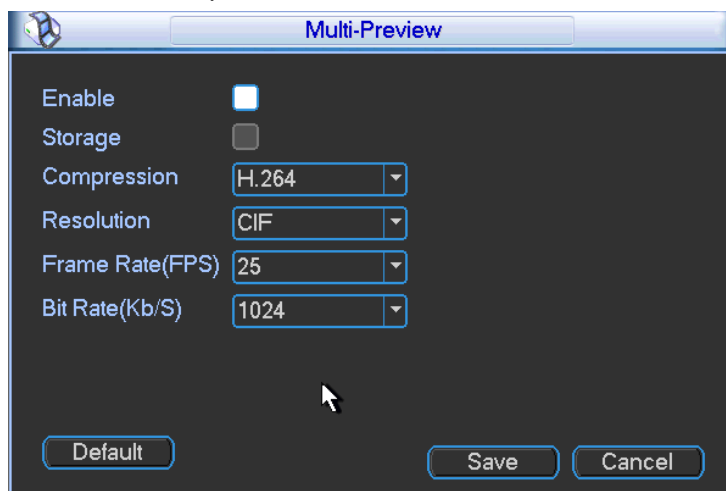 Multi-Preview
Enable
Storage
Compression H.264
Resolution CIF
Frame Rate(FPS) 25
Bit Rate(Kb/S) 1024
Default Save Cancel